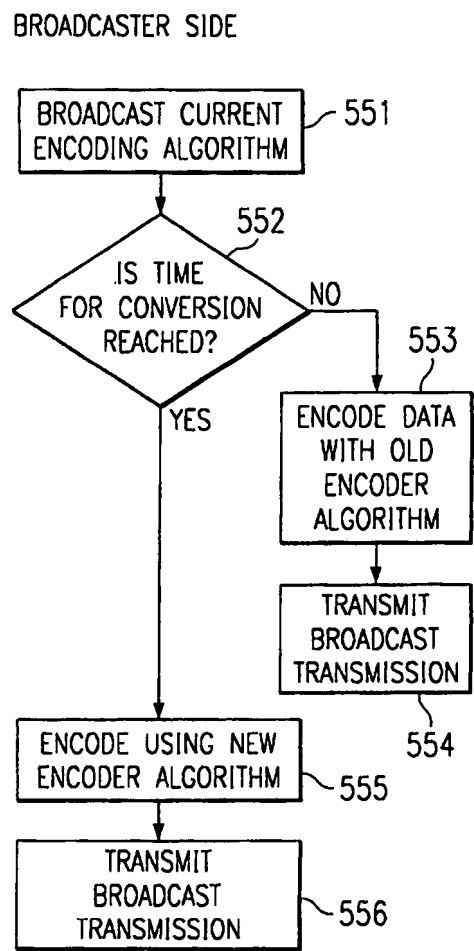 BROADCASTER SIDE
BROADCAST CURRENT
ENCODING ALGORITHM
551
552
IS TIME
FOR CONVERSION
REACHED?
NO
YES
553
ENCODE DATA
WITH OLD
ENCODER
ALGORITHM
TRANSMIT
BROADCAST
TRANSMISSION
554
ENCODE USING NEW
ENCODER ALGORITHM
555
TRANSMIT
BROADCAST
TRANSMISSION
556